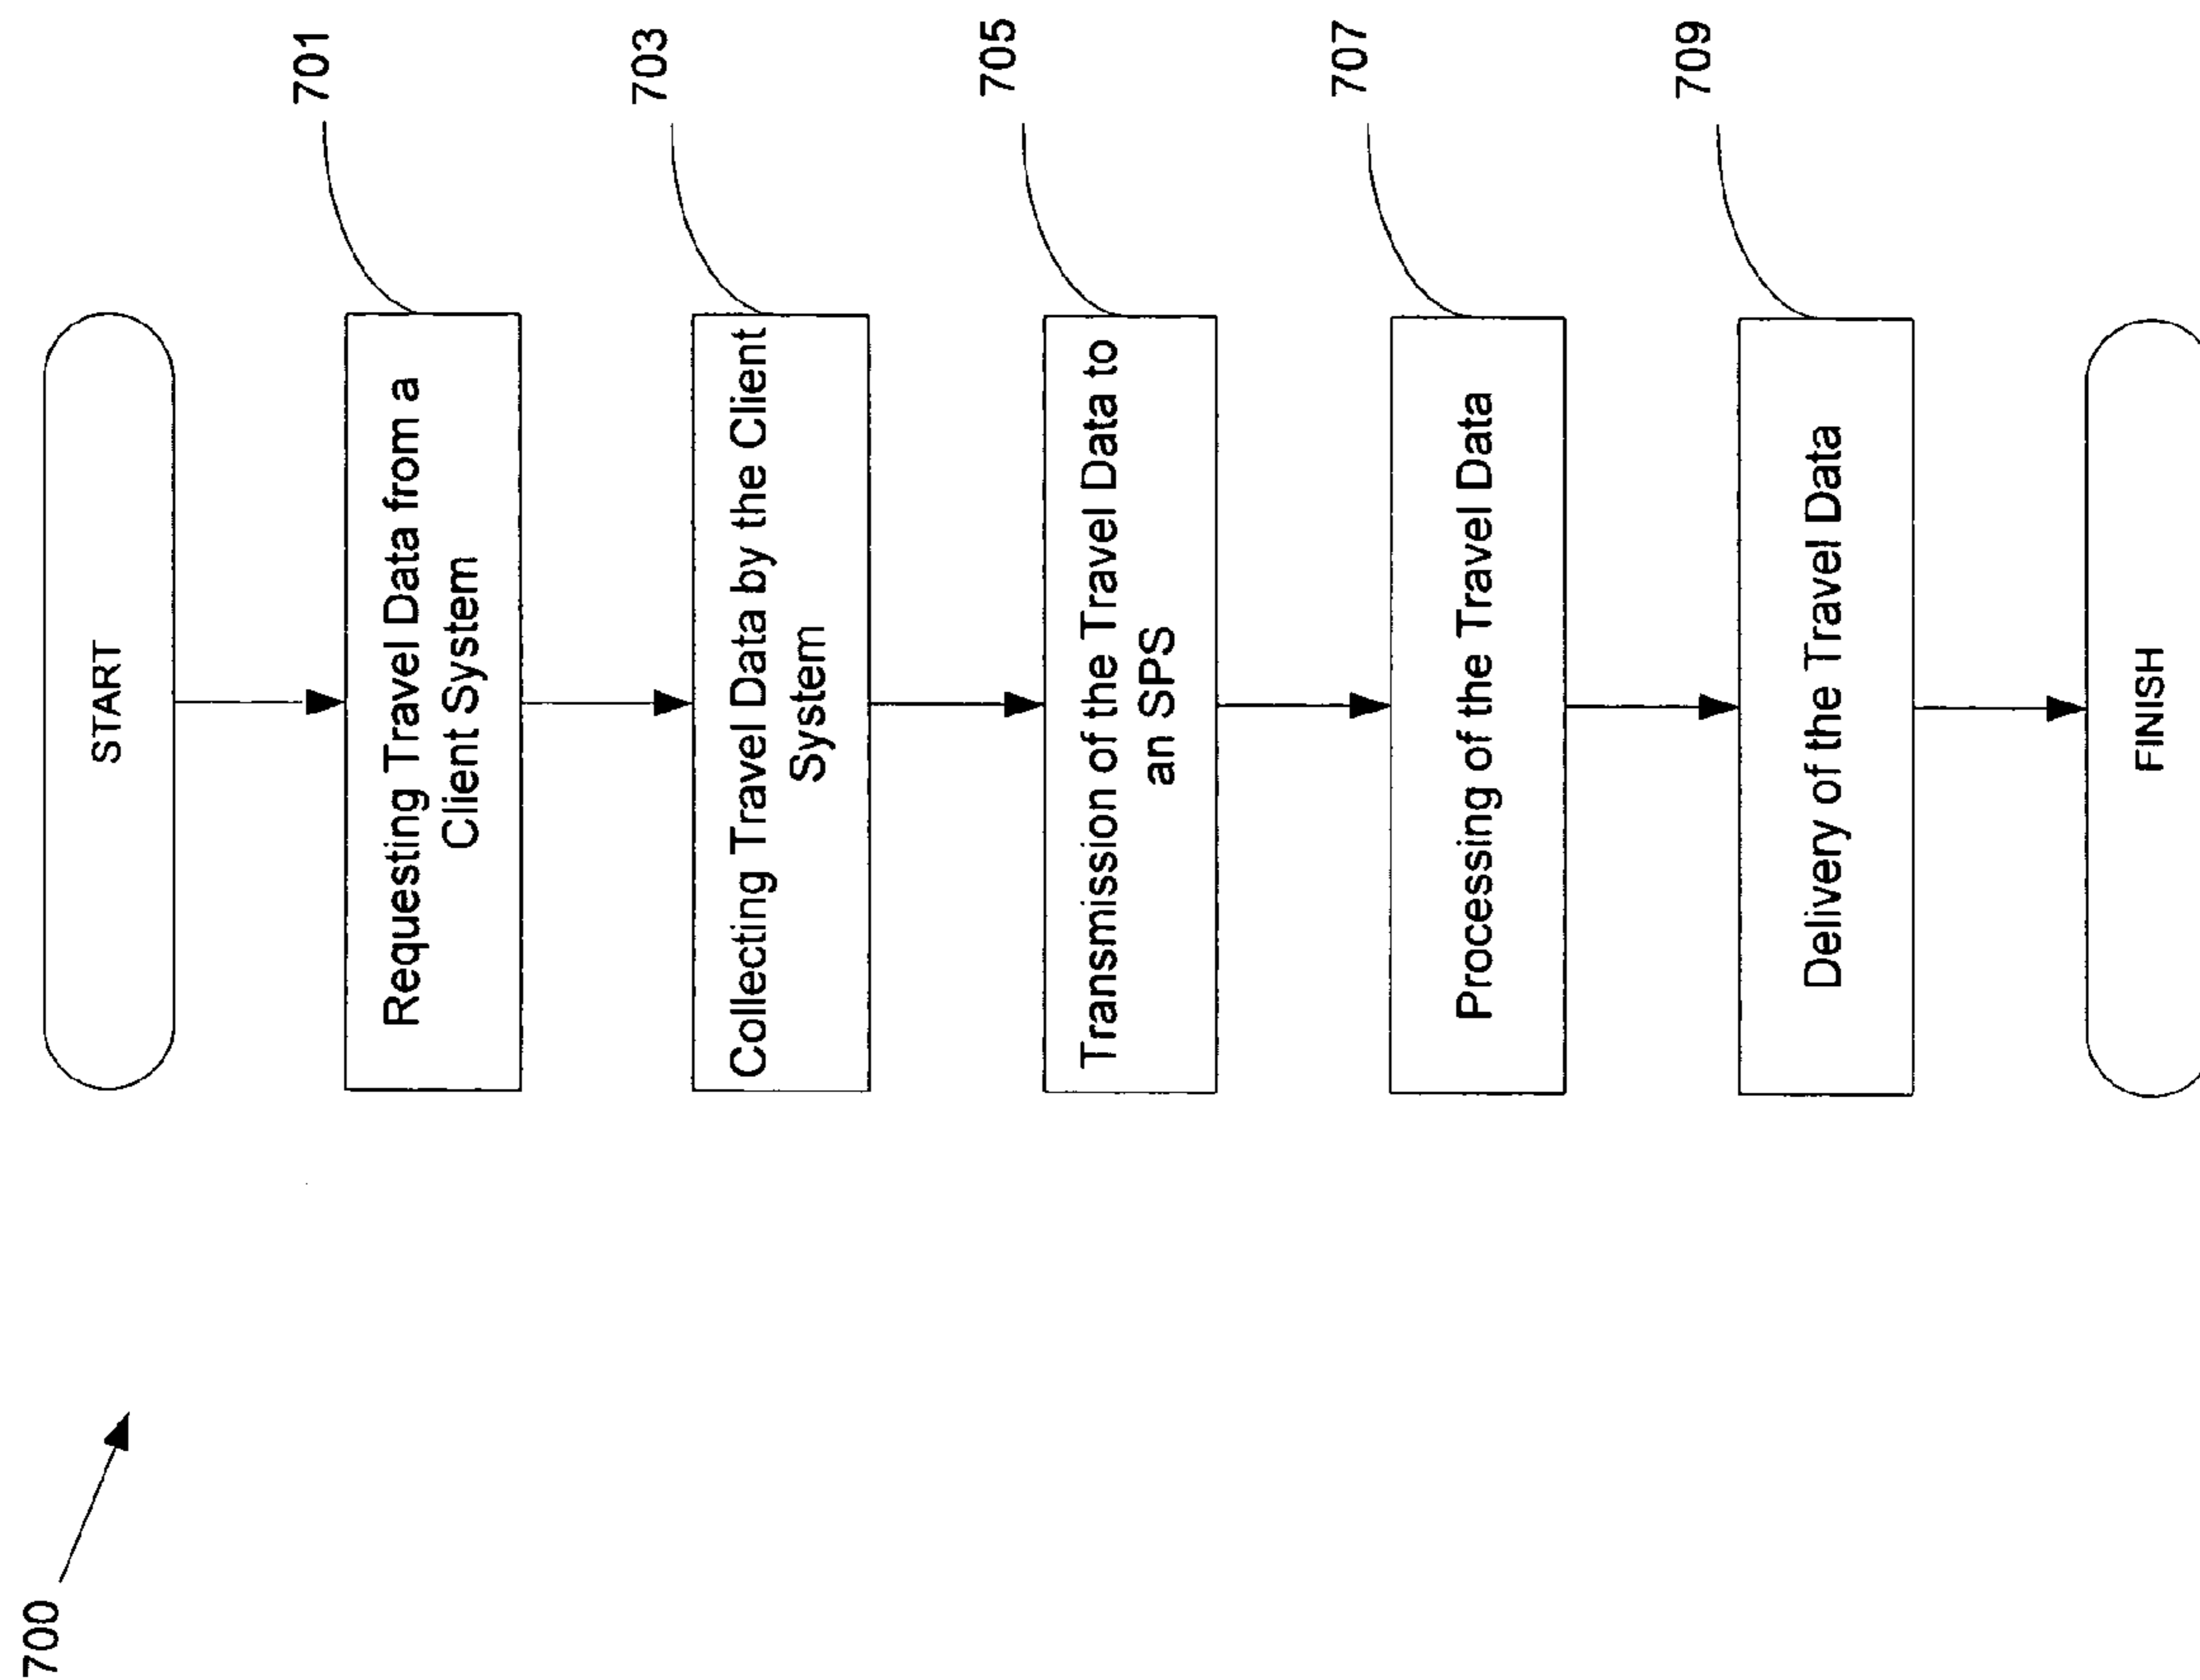 700
START
701
Requesting Travel Data from a
Client System
703
Collecting Travel Data by the Client
System
705
Transmission of the Travel Data to
an SPS
707
Processing of the Travel Data
709
Delivery of the Travel Data
FINISH